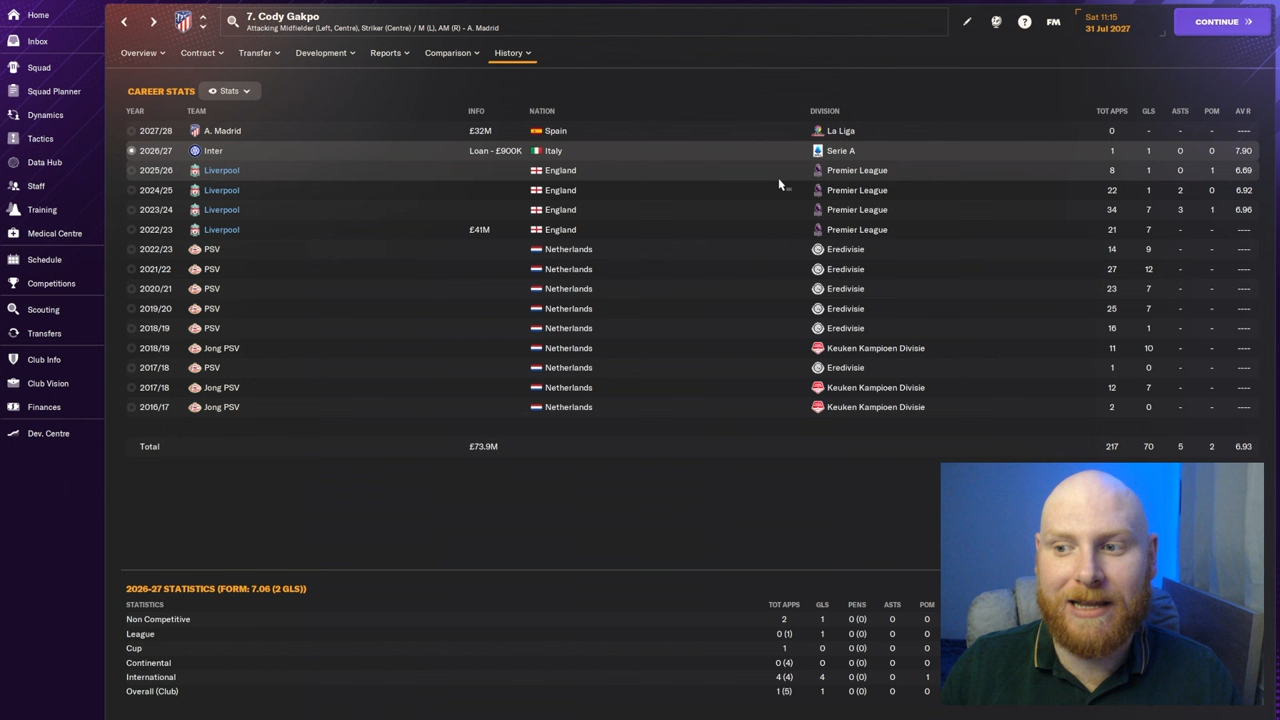 Home
Inbox
Squad
Squad Planner
Dynamics
Tactics
Data Hub
Staff
Training
Medical Centre
Schedule
Competitions
Scouting
Transfers
Club Info
Club Vision
Finances
Dev. Centre
7. Cody Gakpo
Attacking Midfielder (Left, Centre), Striker (Centre) / M (L), AM (R) - A. Madrid
FM
Sat 11:15
31 Jul 2027
CONTINUE
Overview Contract Transfer Development Reports Comparison History
CAREER STATS Stats
YEAR TEAM INFO NATION DIVISION TOT APPS GLS ASTS POM AV R
2027/28 A. Madrid £32M Spain La Liga 0 - - - ----
2026/27 Inter Loan - £900K Italy Serie A 1 1 0 0 7.90
2025/26 Liverpool England Premier League 8 1 0 1 6.69
2024/25 Liverpool England Premier League 22 1 2 0 6.92
2023/24 Liverpool England Premier League 34 7 3 1 6.96
2022/23 Liverpool £41M England Premier League 21 7 - - ----
2022/23 PSV Netherlands Eredivisie 14 9 - - ----
2021/22 PSV Netherlands Eredivisie 27 12 - - ----
2020/21 PSV Netherlands Eredivisie 23 7 - - ----
2019/20 PSV Netherlands Eredivisie 25 7 - - ----
2018/19 PSV Netherlands Eredivisie 16 1 - - ----
2018/19 Jong PSV Netherlands Keuken Kampioen Divisie 11 10 - - ----
2017/18 PSV Netherlands Eredivisie 1 0 - - ----
2017/18 Jong PSV Netherlands Keuken Kampioen Divisie 12 7 - - ----
2016/17 Jong PSV Netherlands Keuken Kampioen Divisie 2 0 - - ----
Total £73.9M 217 70 5 2 6.93
2026-27 STATISTICS (FORM: 7.06 (2 GLS))
STATISTICS TOT APPS GLS PENS ASTS POM
Non Competitive 2 1 0 (0) 0 0
League 0 (1) 1 0 (0) 0 0
Cup 1 0 0 (0) 0 0
Continental 0 (4) 0 0 (0) 0 0
International 4 (4) 4 0 (0) 0 1
Overall (Club) 1 (5) 1 0 (0) 0 0